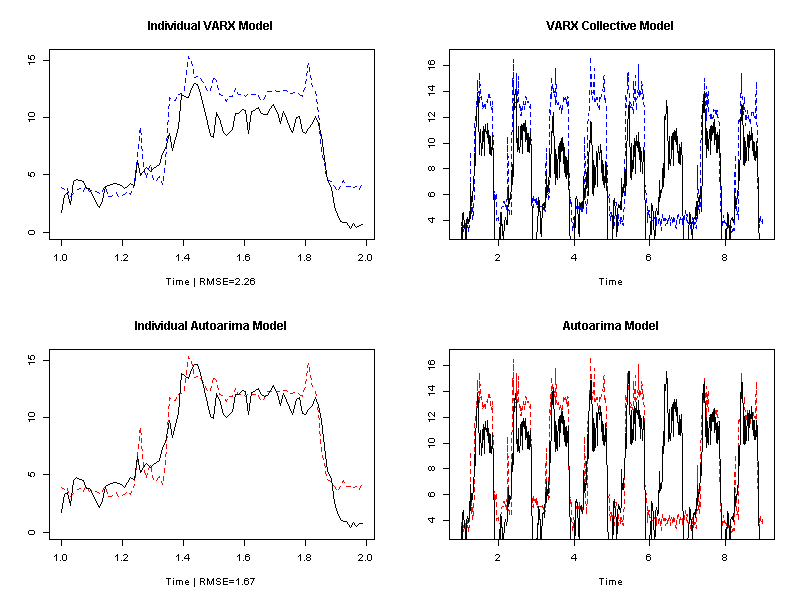 Individual VARX Model
VARX Collective Model
15
10
5
0
1.0 1.2 1.4 1.6 1.8 2.0
Time | RMSE=2.26
16
14
12
10
8
6
4
2 4 6 8
Time
Individual Autoarima Model
Autoarima Model
15
10
5
0
1.0 1.2 1.4 1.6 1.8 2.0
Time | RMSE=1.67
16
14
12
10
8
6
4
2 4 6 8
Time